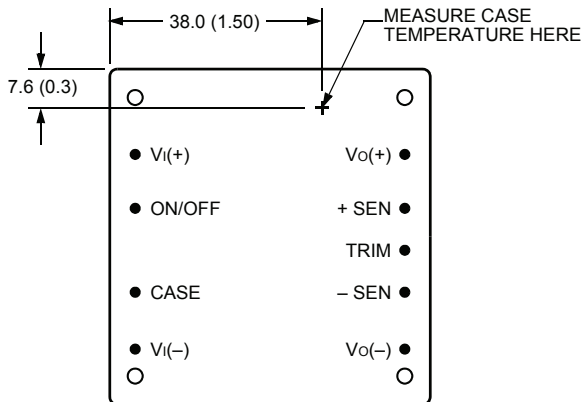 38.0 (1.50)
MEASURE CASE
TEMPERATURE HERE
7.6 (0.3)
VI(+)
VO(+)
ON/OFF
+ SEN
TRIM
CASE
– SEN
VI(–)
VO(–)